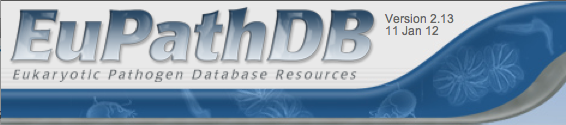 EuPathDB
Eukaryotic Pathogen Database Resources
Version 2.13
11 Jan 12